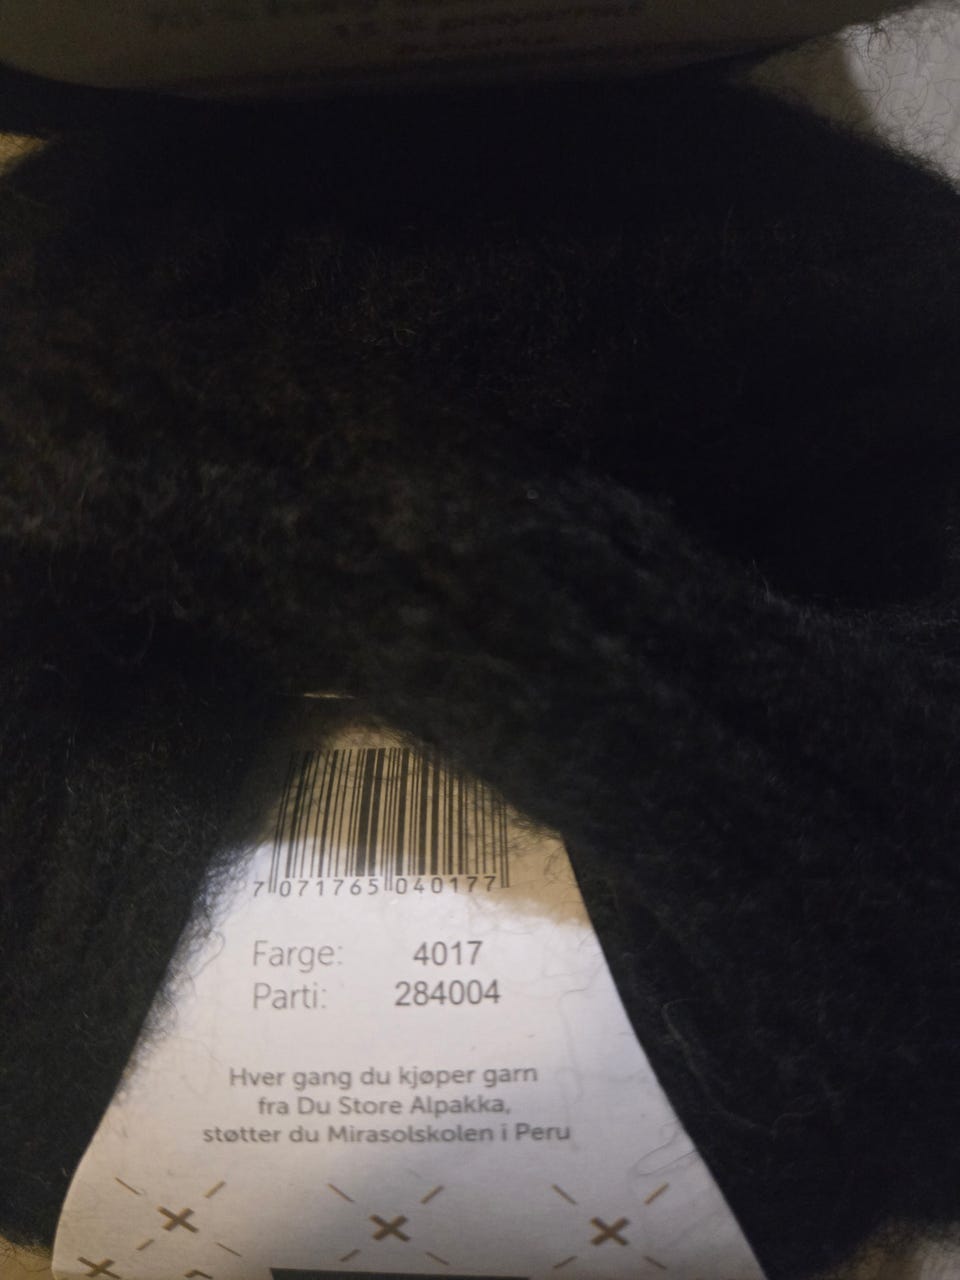 7 071765 040177
Farge: 4017
Parti: 284004
Hver gang du kjøper garn
fra Du Store Alpakka,
støtter du Mirasolskolen i Peru